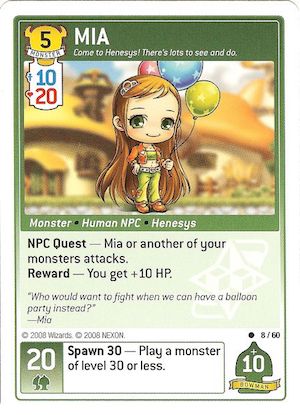 5
MONSTER
MIA
Come to Henesys! There's lots to see and do.
10
20
Monster • Human NPC • Henesys
NPC Quest — Mia or another of your
monsters attacks.
Reward — You get +10 HP.
"Who would want to fight when we can have a balloon
party instead?"
—Mia
© 2008 Wizards. © 2008 NEXON.
● 8/60
20
Spawn 30 — Play a monster
of level 30 or less.
+
10
BOWMAN